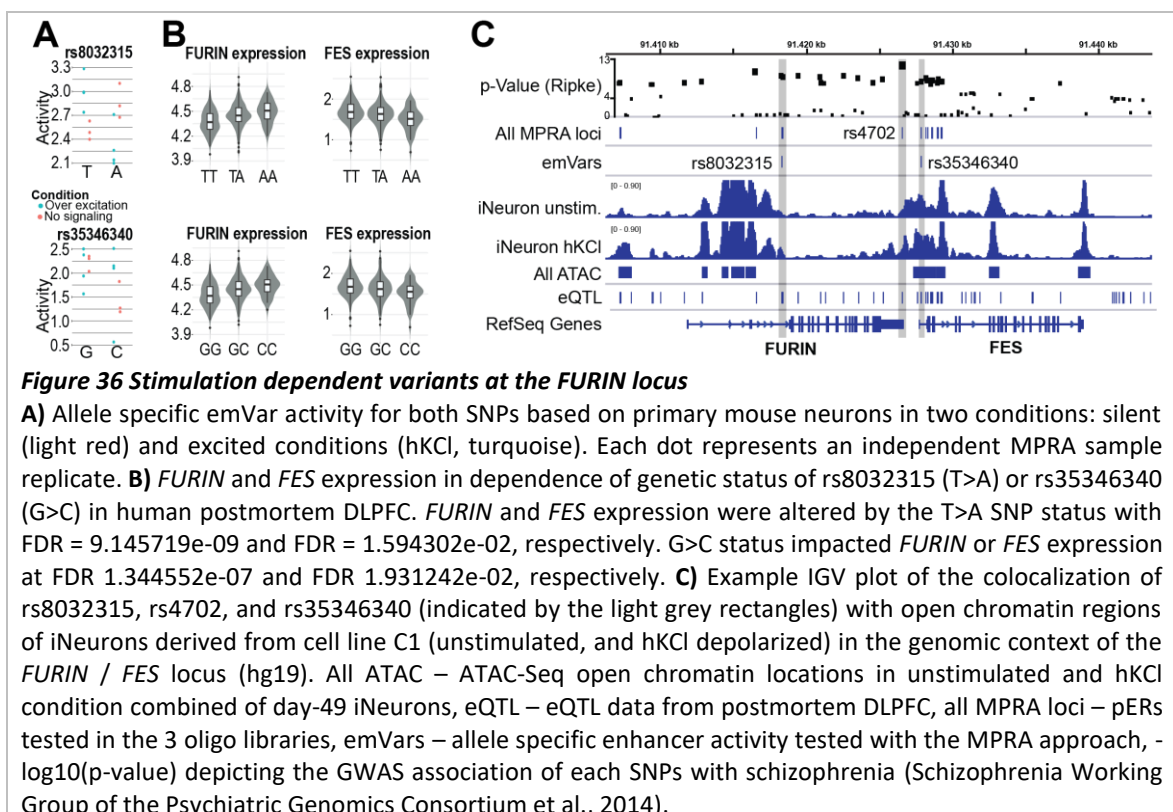 A
rs8032315
3.3
3.0
2.7
2.4
2.1
Activity
T A
Condition
Over excitation
No signaling
rs35346340
2.5
2.0
1.5
1.0
0.5
Activity
G C
B
FURIN expression
4.8
4.5
4.2
3.9
TT TA AA
FES expression
2
1
TT TA AA
FURIN expression
4.8
4.5
4.2
3.9
GG GC CC
FES expression
2
1
GG GC CC
C
91.410 kb 91.420 kb 91.430 kb 91.440 kb
13
p-Value (Ripke)
4
0
All MPRA loci
rs4702
emVars
rs8032315
rs35346340
[0 - 0.90]
iNeuron unstim.
[0 - 0.90]
iNeuron hKCl
All ATAC
eQTL
RefSeq Genes
FURIN FES
Figure 36 Stimulation dependent variants at the FURIN locus
A) Allele specific emVar activity for both SNPs based on primary mouse neurons in two conditions: silent
(light red) and excited conditions (hKCl, turquoise). Each dot represents an independent MPRA sample
replicate. B) FURIN and FES expression in dependence of genetic status of rs8032315 (T>A) or rs35346340
(G>C) in human postmortem DLPFC. FURIN and FES expression were altered by the T>A SNP status with
FDR = 9.145719e-09 and FDR = 1.594302e-02, respectively. G>C status impacted FURIN or FES expression
at FDR 1.344552e-07 and FDR 1.931242e-02, respectively. C) Example IGV plot of the colocalization of
rs8032315, rs4702, and rs35346340 (indicated by the light grey rectangles) with open chromatin regions
of iNeurons derived from cell line C1 (unstimulated, and hKCl depolarized) in the genomic context of the
FURIN / FES locus (hg19). All ATAC – ATAC-Seq open chromatin locations in unstimulated and hKCl
condition combined of day-49 iNeurons, eQTL – eQTL data from postmortem DLPFC, all MPRA loci – pERs
tested in the 3 oligo libraries, emVars – allele specific enhancer activity tested with the MPRA approach, -
log10(p-value) depicting the GWAS association of each SNPs with schizophrenia (Schizophrenia Working
Group of the Psychiatric Genomics Consortium et al., 2014).